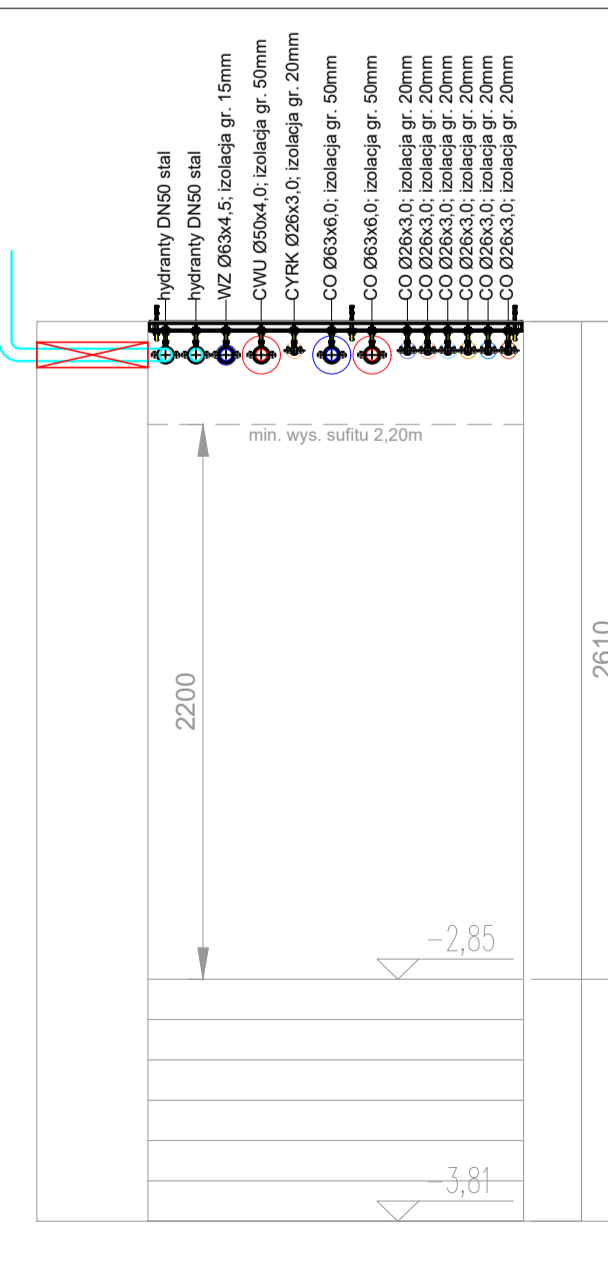 hydranty DN50 stal
hydranty DN50 stal
WZ Ø63x4,5; izolacja gr. 15mm
CWU Ø50x4,0; izolacja gr. 50mm
CYRK Ø26x3,0; izolacja gr. 20mm
CO Ø63x6,0; izolacja gr. 50mm
CO Ø63x6,0; izolacja gr. 50mm
CO Ø26x3,0; izolacja gr. 20mm
CO Ø26x3,0; izolacja gr. 20mm
CO Ø26x3,0; izolacja gr. 20mm
CO Ø26x3,0; izolacja gr. 20mm
CO Ø26x3,0; izolacja gr. 20mm
CO Ø26x3,0; izolacja gr. 20mm
min. wys. sufitu 2,20m
2200
2610
-2,85
-3,81